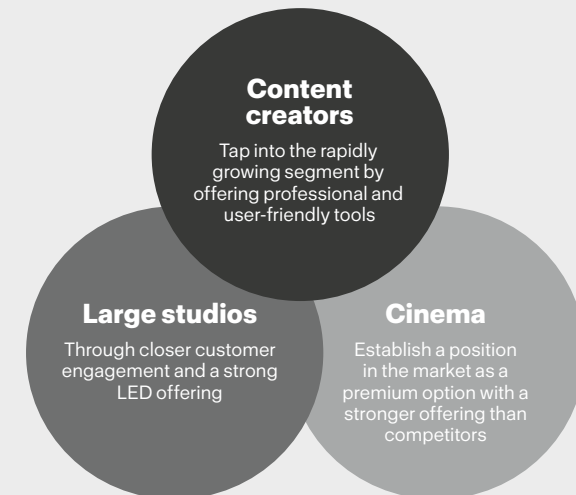 Content
creators
Tap into the rapidly
growing segment by
offering professional and
user-friendly tools
Large studios
Through closer customer
engagement and a strong
LED offering
Cinema
Establish a position
in the market as a
premium option with a
stronger offering than
competitors